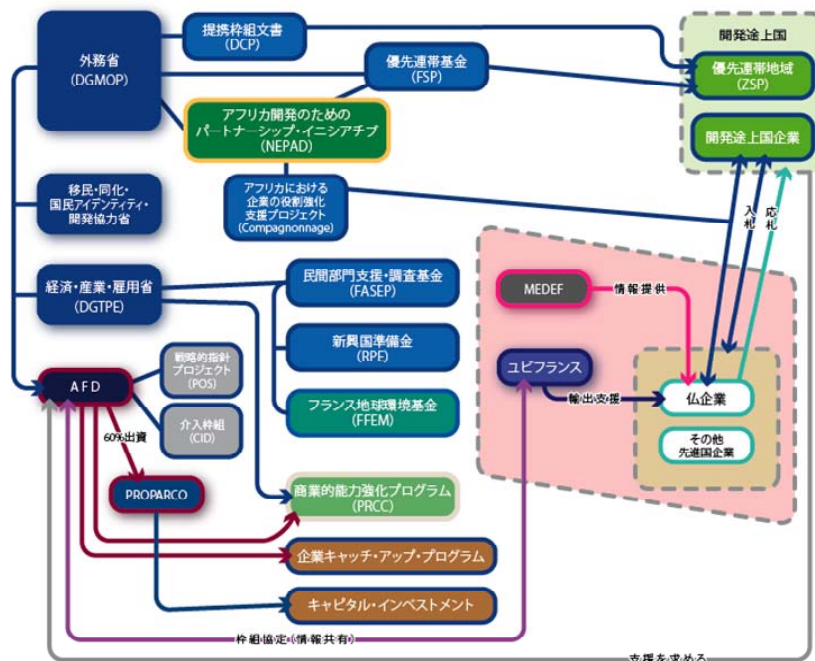 外務省
(DGMOP)
提携枠組文書
(DCP)
優先連帯基金
(FSP)
アフリカ開発のための
パートナーシップ・イニシアチブ
(NEPAD)
開発途上国
優先連帯地域
(ZSP)
開発途上国企業
移民・同化・
国民アイデンティティ・
開発協力省
アフリカにおける
企業の役割強化
支援プロジェクト
(Compagnonnage)
入札
応札
経済・産業・雇用省
(DGTPE)
民間部門支援・調査基金
(FASEP)
MEDEF
情報提供
新興国準備金
(RPF)
ユビフランス
輸出支援
仏企業
その他
先進国企業
AFD
戦略的指針
プロジェクト
(POS)
介入枠組
(CID)
フランス地球環境基金
(FFEM)
60%出資
PROPARCO
商業的能力強化プログラム
(PRCC)
企業キャッチ・アップ・プログラム
キャピタル・インベストメント
枠組協定(情報共有)
支援を求める